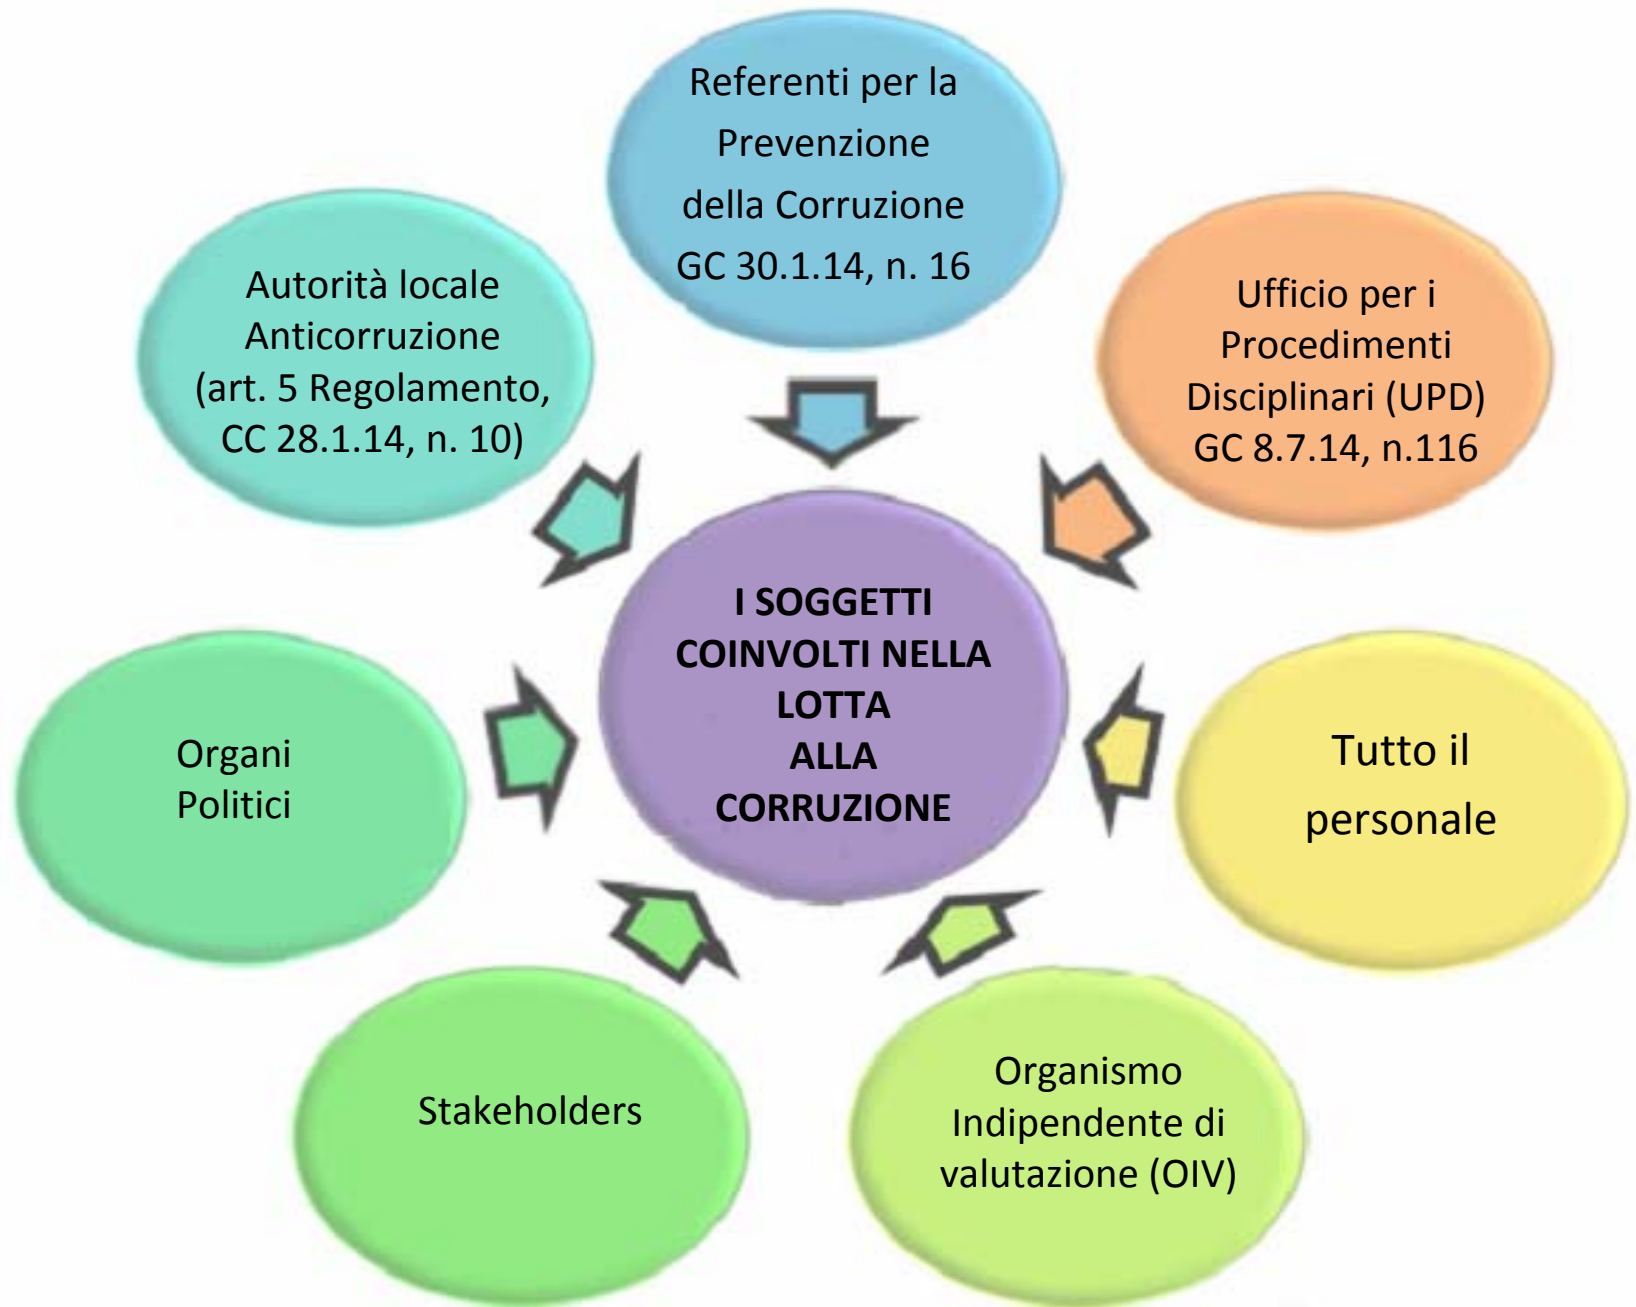 Referenti per la
Prevenzione
della Corruzione
GC 30.1.14, n. 16
Autorità locale
Anticorruzione
(art. 5 Regolamento,
CC 28.1.14, n. 10)
Ufficio per i
Procedimenti
Disciplinari (UPD)
GC 8.7.14, n.116
I SOGGETTI
COINVOLTI NELLA
LOTTA
ALLA
CORRUZIONE
Organi
Politici
Tutto il
personale
Stakeholders
Organismo
Indipendente di
valutazione (OIV)